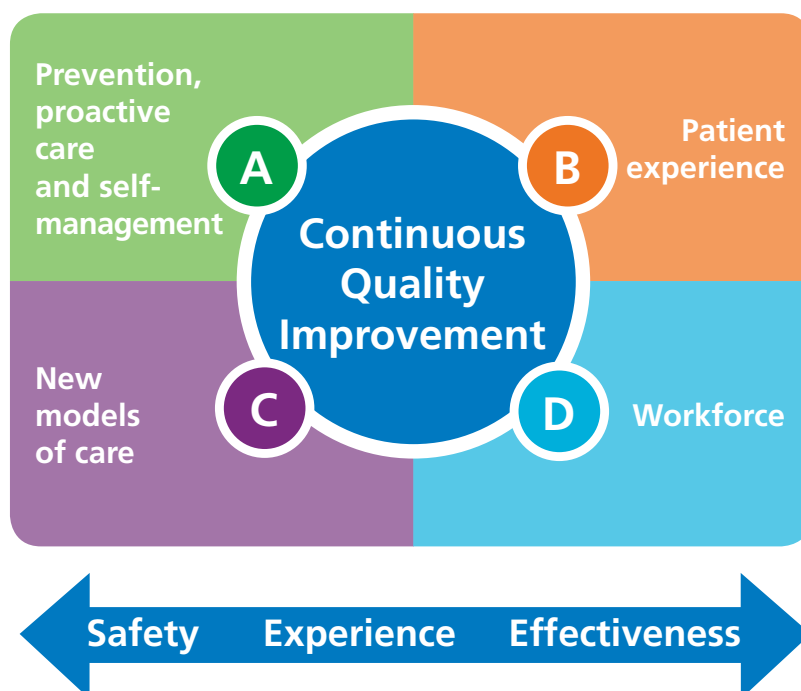 Prevention,
proactive
care
and self-
management
A
B
Patient
experience
Continuous
Quality
Improvement
New
models
of care
C
D
Workforce
Safety Experience Effectiveness